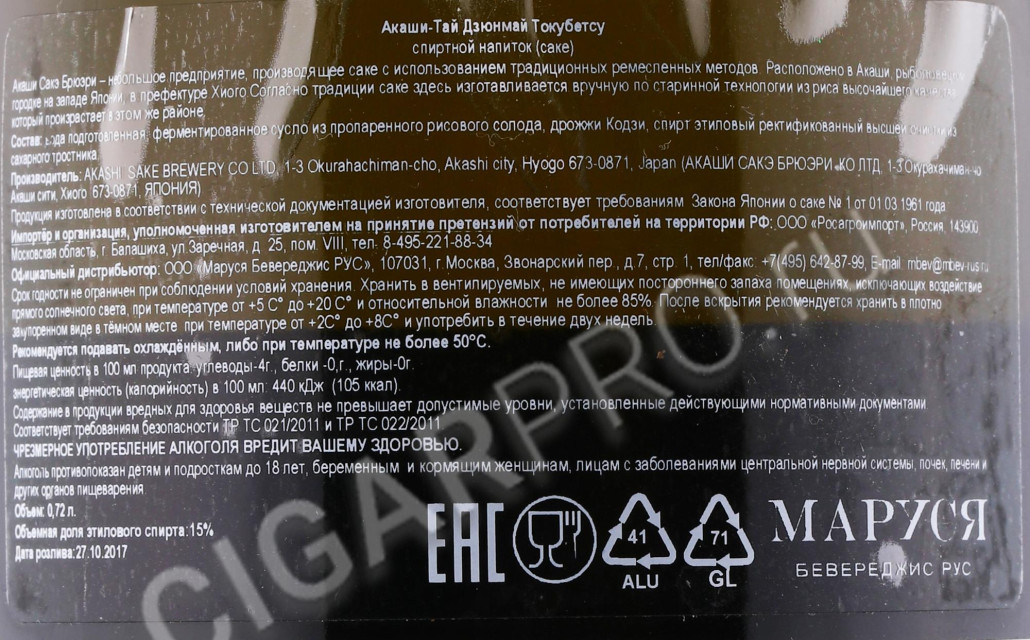 Акаши-Тай Дзюнмай Токубетсу
спиртной напиток (саке)
Акаши Сакэ Брюэри – небольшое предприятие, производящее саке с использованием традиционных ремесленных методов. Расположено в Акаши,
городке на западе Японии, в префектуре Хиого.Согласно традиции саке здесь изготавливается вручную по старинной технологии из риса высочайшего качества,
который произрастает в этом же районе.
Состав: вода подготовленная, ферментированное сусло из пропаренного рисового солода, дрожжи Кодзи, спирт этиловый ректификованный высшей очистки из
сахарного тростника.
Производитель: AKASHI SAKE BREWERY CO LTD, 1-3 Okurahachiman-cho, Akashi city, Hyogo 673-0871, Japan (АКАШИ САКЭ БРЮЭРИ КО ЛТД, 1-3 Окурахачиман-чо
Акаши сити, Хиого 673-0871, ЯПОНИЯ)
Продукция изготовлена в соответствии с технической документацией изготовителя, соответствует требованиям Закона Японии о саке № 1 от 01 03 1961 года
Импортёр и организация, уполномоченная изготовителем на принятие претензий от потребителей на территории РФ: ООО «Росагроимпорт», Россия, 143900
Московская область, г. Балашиха, ул.Заречная, д. 25, пом. VIII, тел. 8-495-221-88-34
Официальный дистрибьютор: ООО «Маруся Бевереджис РУС», 107031, г.Москва, Звонарский пер., д.7, стр. 1, тел/факс: +7(495) 642-87-99, E-mail: mbev@mbev-rus.ru
Срок годности не ограничен при соблюдении условий хранения. Хранить в вентипируемых, не имеющих постороннего запаха помещениях, исключающих воздействие
прямого солнечного света, при температуре от +5 С° до +20 С° и относительной влажности не более 85%. После вскрытия рекомендуется хранить в плотно
закупоренном виде в тёмном месте при температуре от +2С° до +8С° и употребить в течение двух недель.
Рекомендуется подавать охлаждённым, либо при температуре не более 50°С.
Пищевая ценность в 100 мл продукта: углеводы-4г., белки -0,г., жиры-0г.
энергетическая ценность (калорийность) в 100 мл: 440 кДж (105 ккал).
Содержание в продукции вредных для здоровья веществ не превышает допустимые уровни, установленные действующими нормативными документами.
Соответствует требованиям безопасности ТР ТС 021/2011 и ТР ТС 022/2011
ЧРЕЗМЕРНОЕ УПОТРЕБЛЕНИЕ АЛКОГОЛЯ ВРЕДИТ ВАШЕМУ ЗДОРОВЬЮ.
Алкоголь противопоказан детям и подросткам до 18 лет, беременным и кормящим женщинам, лицам с заболеваниями центральной нервной системы, почек, печени и
других органов пищеварения.
Объем: 0,72 л.
Объемная доля этилового спирта:15%
Дата розлива:27.10.2017
EAC
41
ALU
71
GL
МАРУСЯ
БЕВЕРЕДЖИС РУС
CIGARPRO.ru